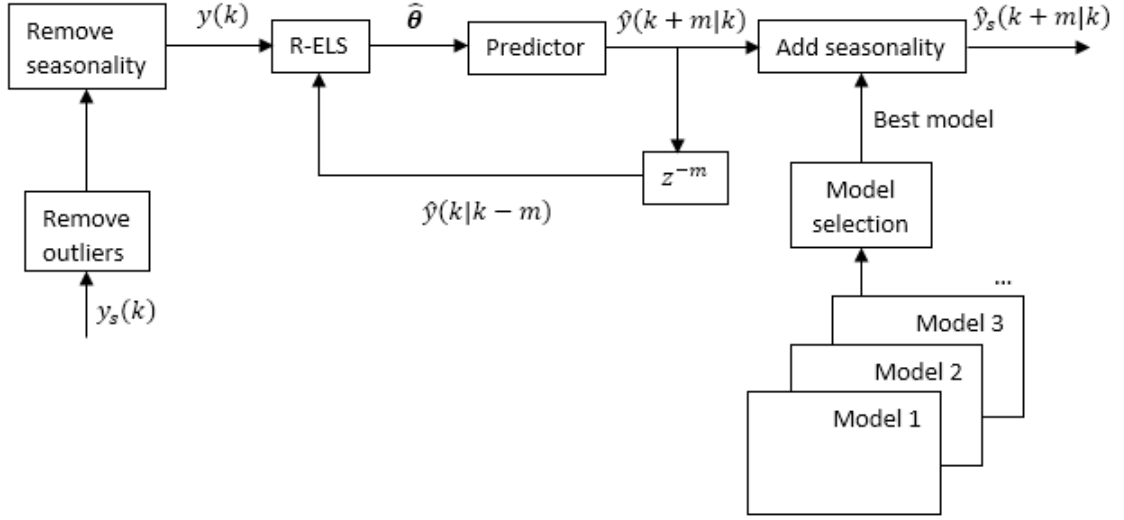 Remove
seasonality
y(k)
R-ELS
θ̂
Predictor
ŷ(k + m|k)
Add seasonality
ŷₛ(k + m|k)
Best model
z⁻ᵐ
Model
selection
ŷ(k|k − m)
Remove
outliers
yₛ(k)
...
Model 3
Model 2
Model 1